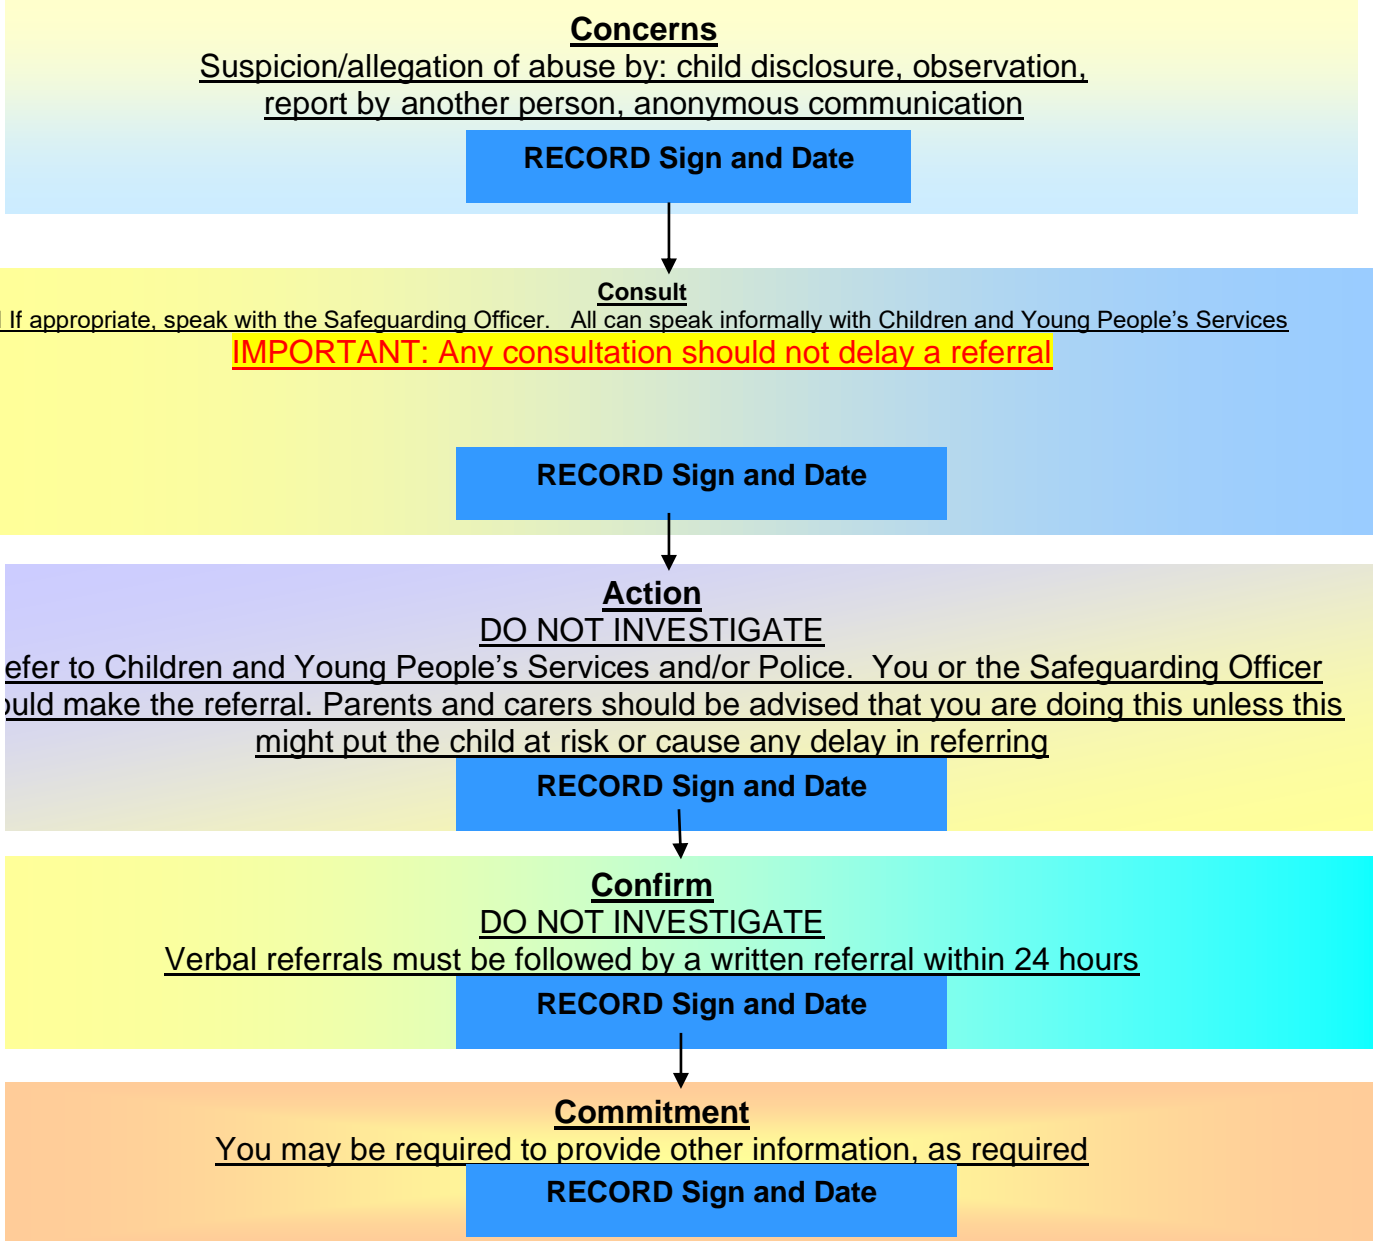 Concerns
Suspicion/allegation of abuse by: child disclosure, observation,
report by another person, anonymous communication
RECORD Sign and Date
Consult
If appropriate, speak with the Safeguarding Officer. All can speak informally with Children and Young People's Services
IMPORTANT: Any consultation should not delay a referral
RECORD Sign and Date
Action
DO NOT INVESTIGATE
efer to Children and Young People's Services and/or Police. You or the Safeguarding Officer
ould make the referral. Parents and carers should be advised that you are doing this unless this
might put the child at risk or cause any delay in referring
RECORD Sign and Date
Confirm
DO NOT INVESTIGATE
Verbal referrals must be followed by a written referral within 24 hours
RECORD Sign and Date
Commitment
You may be required to provide other information, as required
RECORD Sign and Date